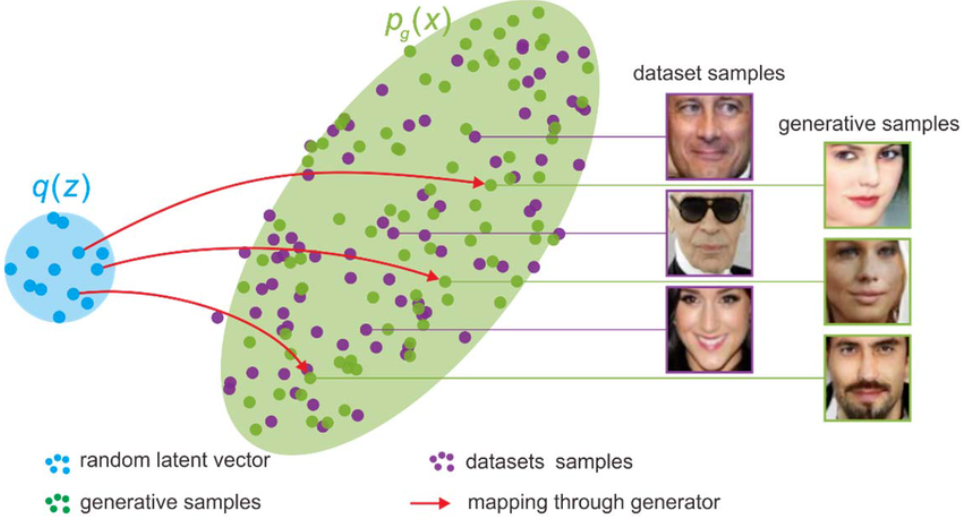 p_g(x)
dataset samples
generative samples
q(z)
random latent vector
datasets samples
generative samples
mapping through generator